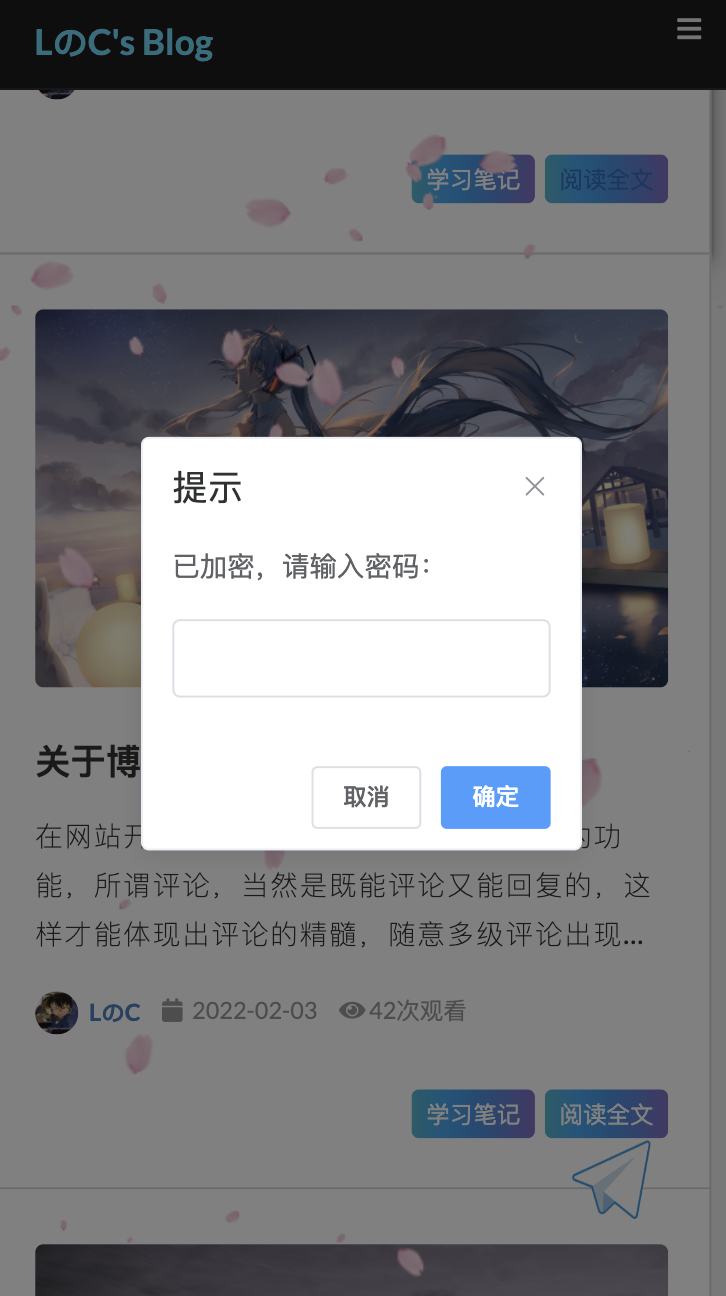 LのC's Blog
学习笔记
阅读全文
提示
已加密，请输入密码：
取消
确定
关于博
在网站开
的功
能，所谓评论，当然是既能评论又能回复的，这
样才能体现出评论的精髓，随意多级评论出现...
LのC
2022-02-03
42次观看
学习笔记
阅读全文